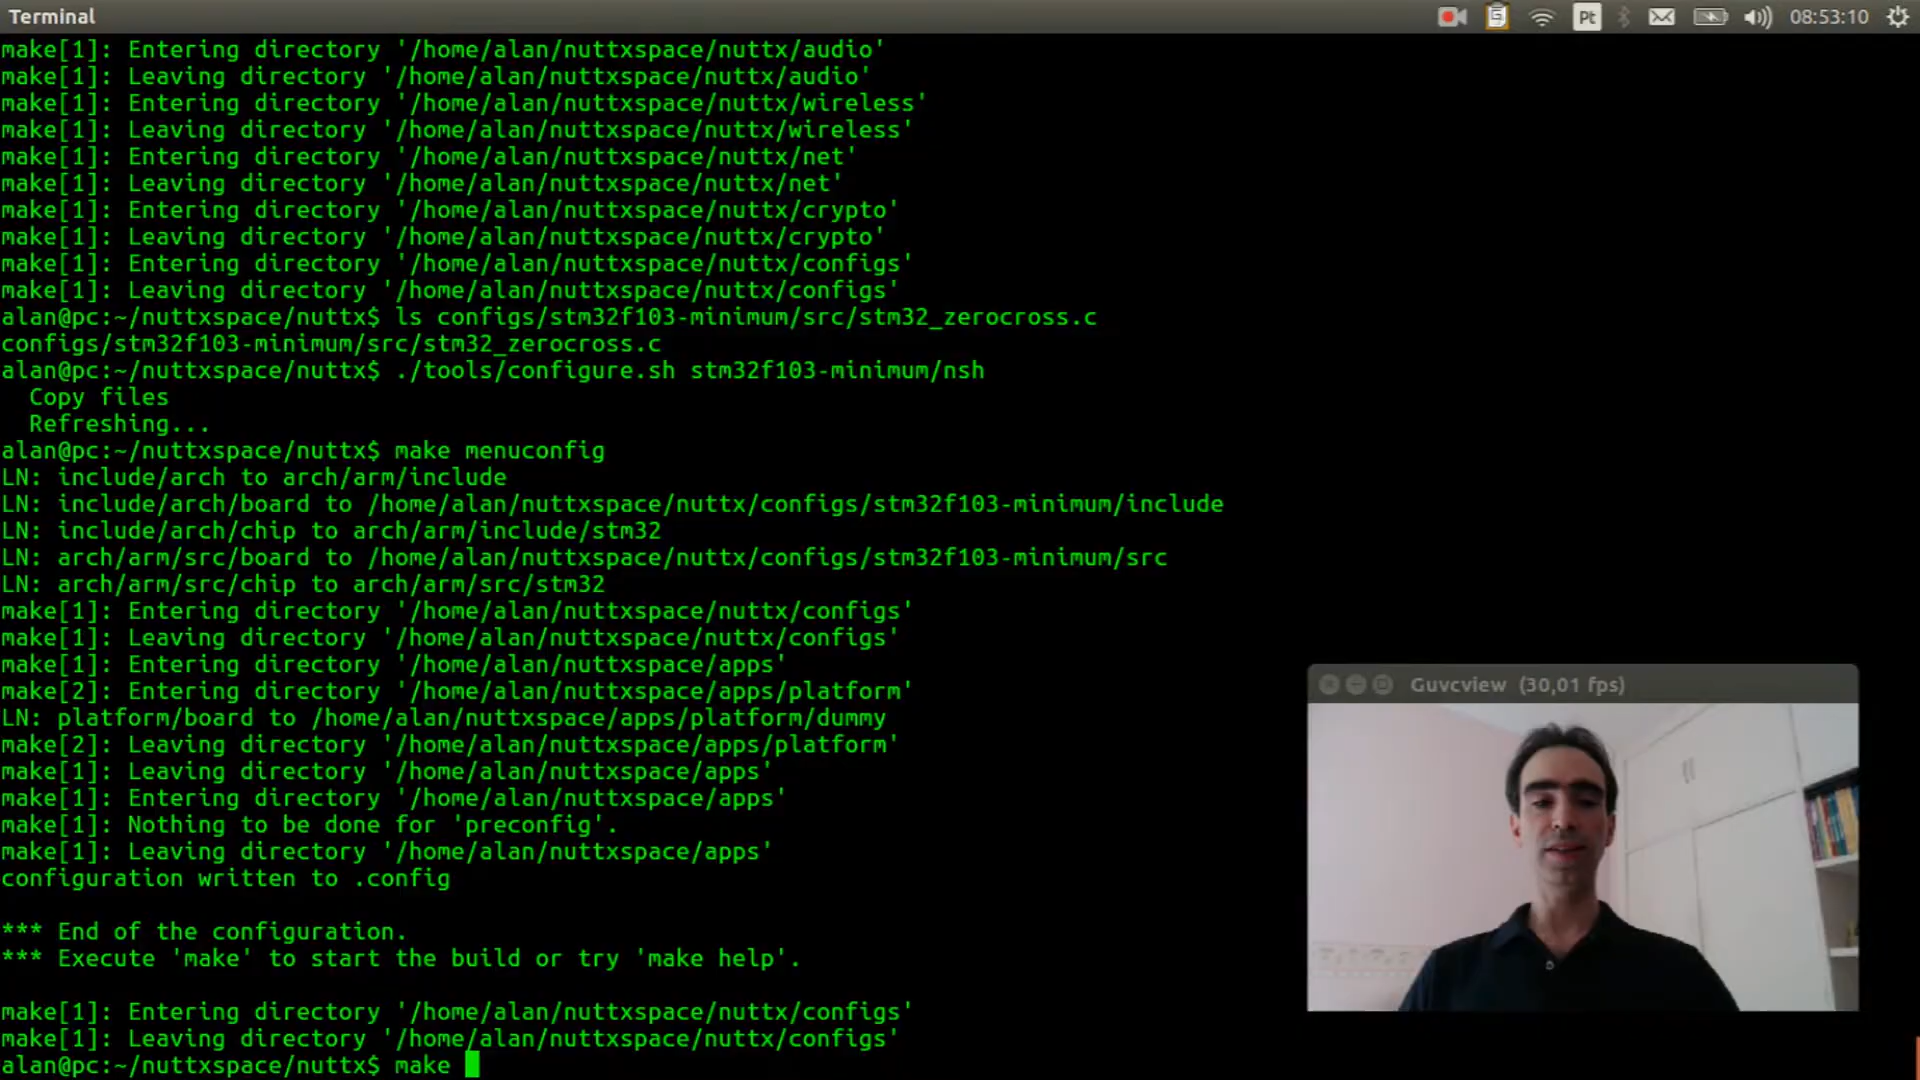 Terminal
Pt
08:53:10
make[1]: Entering directory '/home/alan/nuttxspace/nuttx/audio'
make[1]: Leaving directory '/home/alan/nuttxspace/nuttx/audio'
make[1]: Entering directory '/home/alan/nuttxspace/nuttx/wireless'
make[1]: Leaving directory '/home/alan/nuttxspace/nuttx/wireless'
make[1]: Entering directory '/home/alan/nuttxspace/nuttx/net'
make[1]: Leaving directory '/home/alan/nuttxspace/nuttx/net'
make[1]: Entering directory '/home/alan/nuttxspace/nuttx/crypto'
make[1]: Leaving directory '/home/alan/nuttxspace/nuttx/crypto'
make[1]: Entering directory '/home/alan/nuttxspace/nuttx/configs'
make[1]: Leaving directory '/home/alan/nuttxspace/nuttx/configs'
alan@pc:~/nuttxspace/nuttx$ ls configs/stm32f103-minimum/src/stm32_zerocross.c
configs/stm32f103-minimum/src/stm32_zerocross.c
alan@pc:~/nuttxspace/nuttx$ ./tools/configure.sh stm32f103-minimum/nsh
  Copy files
  Refreshing...
alan@pc:~/nuttxspace/nuttx$ make menuconfig
LN: include/arch to arch/arm/include
LN: include/arch/board to /home/alan/nuttxspace/nuttx/configs/stm32f103-minimum/include
LN: include/arch/chip to arch/arm/include/stm32
LN: arch/arm/src/board to /home/alan/nuttxspace/nuttx/configs/stm32f103-minimum/src
LN: arch/arm/src/chip to arch/arm/src/stm32
make[1]: Entering directory '/home/alan/nuttxspace/nuttx/configs'
make[1]: Leaving directory '/home/alan/nuttxspace/nuttx/configs'
make[1]: Entering directory '/home/alan/nuttxspace/apps'
make[2]: Entering directory '/home/alan/nuttxspace/apps/platform'
LN: platform/board to /home/alan/nuttxspace/apps/platform/dummy
make[2]: Leaving directory '/home/alan/nuttxspace/apps/platform'
make[1]: Leaving directory '/home/alan/nuttxspace/apps'
make[1]: Entering directory '/home/alan/nuttxspace/apps'
make[1]: Nothing to be done for 'preconfig'.
make[1]: Leaving directory '/home/alan/nuttxspace/apps'
configuration written to .config
*** End of the configuration.
*** Execute 'make' to start the build or try 'make help'.
make[1]: Entering directory '/home/alan/nuttxspace/nuttx/configs'
make[1]: Leaving directory '/home/alan/nuttxspace/nuttx/configs'
alan@pc:~/nuttxspace/nuttx$ make
Guvcview (30,01 fps)